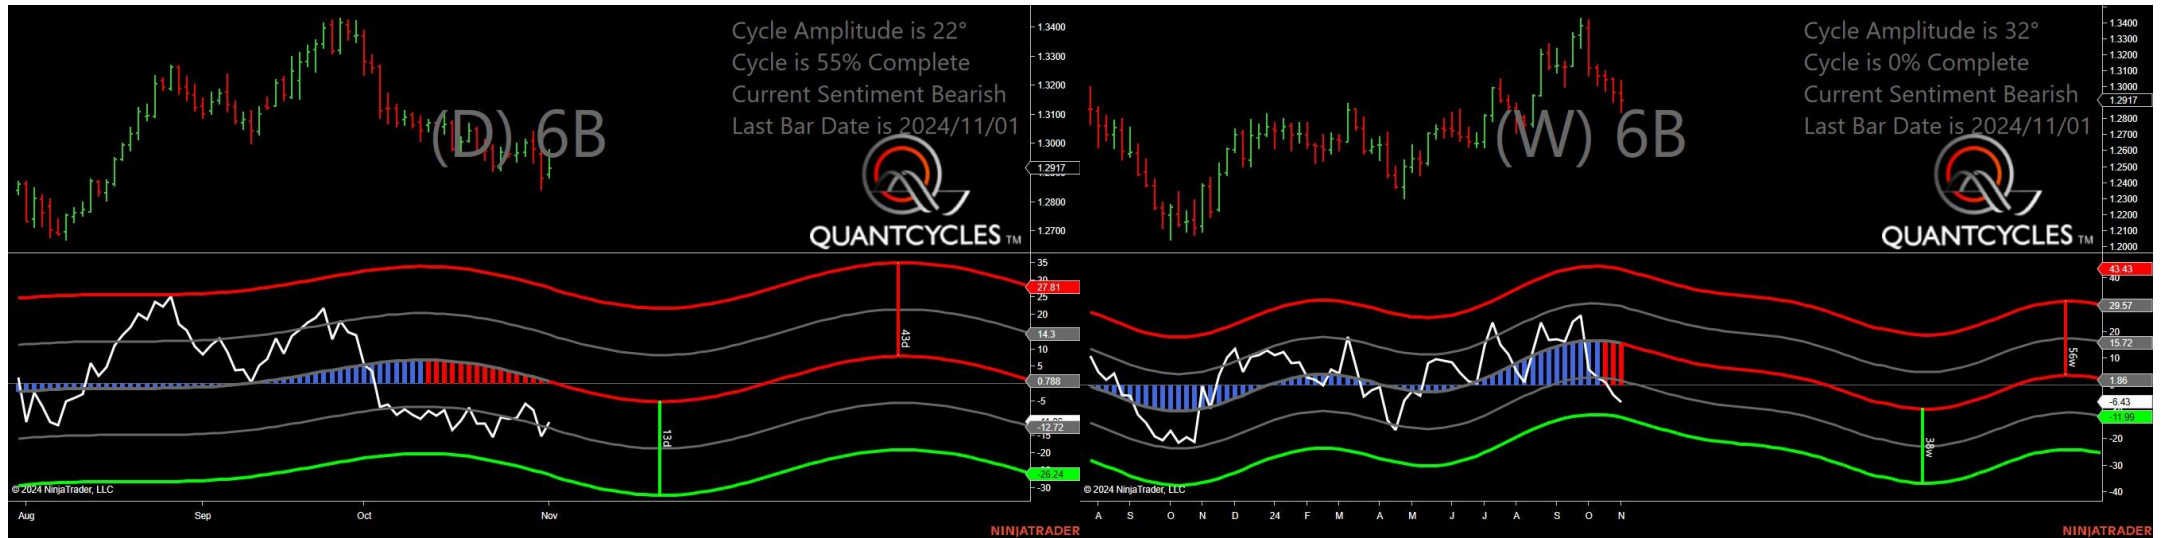 Cycle Amplitude is 22°
Cycle is 55% Complete
Current Sentiment Bearish
Last Bar Date is 2024/11/01
(D) 6B
QUANTCYCLES TM
1.3400
1.3300
1.3200
1.3100
1.3000
1.2917
1.2800
1.2700
35
27.81
25
20
14.3
10
5
0.788
-5
-12.72
-15
-20
-26.24
-30
43d
13d
© 2024 NinjaTrader, LLC
Aug Sep Oct Nov
NINJATRADER
Cycle Amplitude is 32°
Cycle is 0% Complete
Current Sentiment Bearish
Last Bar Date is 2024/11/01
(W) 6B
QUANTCYCLES TM
1.3400
1.3300
1.3200
1.3100
1.3000
1.2917
1.2800
1.2700
1.2600
1.2500
1.2400
1.2300
1.2200
1.2100
1.2000
43.43
40
29.57
20
15.72
10
1.86
-6.43
-11.99
-20
-30
-40
56w
38w
© 2024 NinjaTrader, LLC
A S O N D 24 F M A M J J A S O N
NINJATRADER